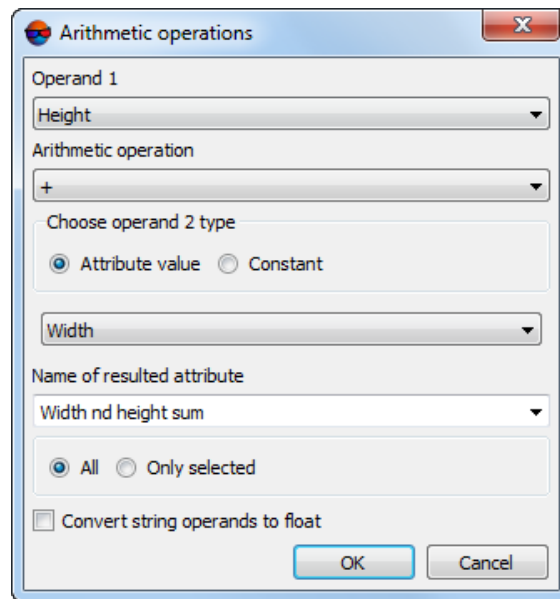 Arithmetic operations
Operand 1
Height
Arithmetic operation
+
Choose operand 2 type
Attribute value Constant
Width
Name of resulted attribute
Width nd height sum
All Only selected
Convert string operands to float
OK Cancel